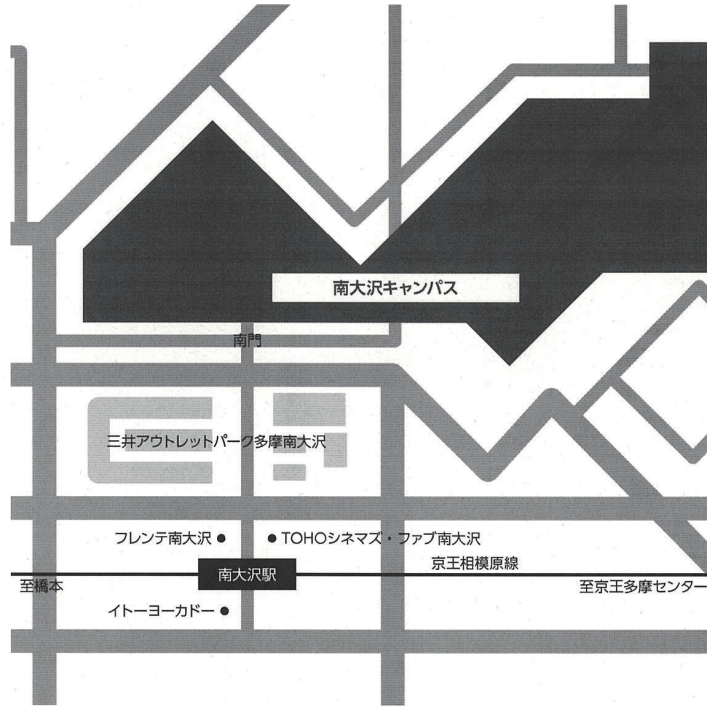 南大沢キャンパス
南門
三井アウトレットパーク多摩南大沢
フレンテ南大沢
TOHOシネマズ・ファブ南大沢
京王相模原線
南大沢駅
至橋本
至京王多摩センター
イトーヨーカドー